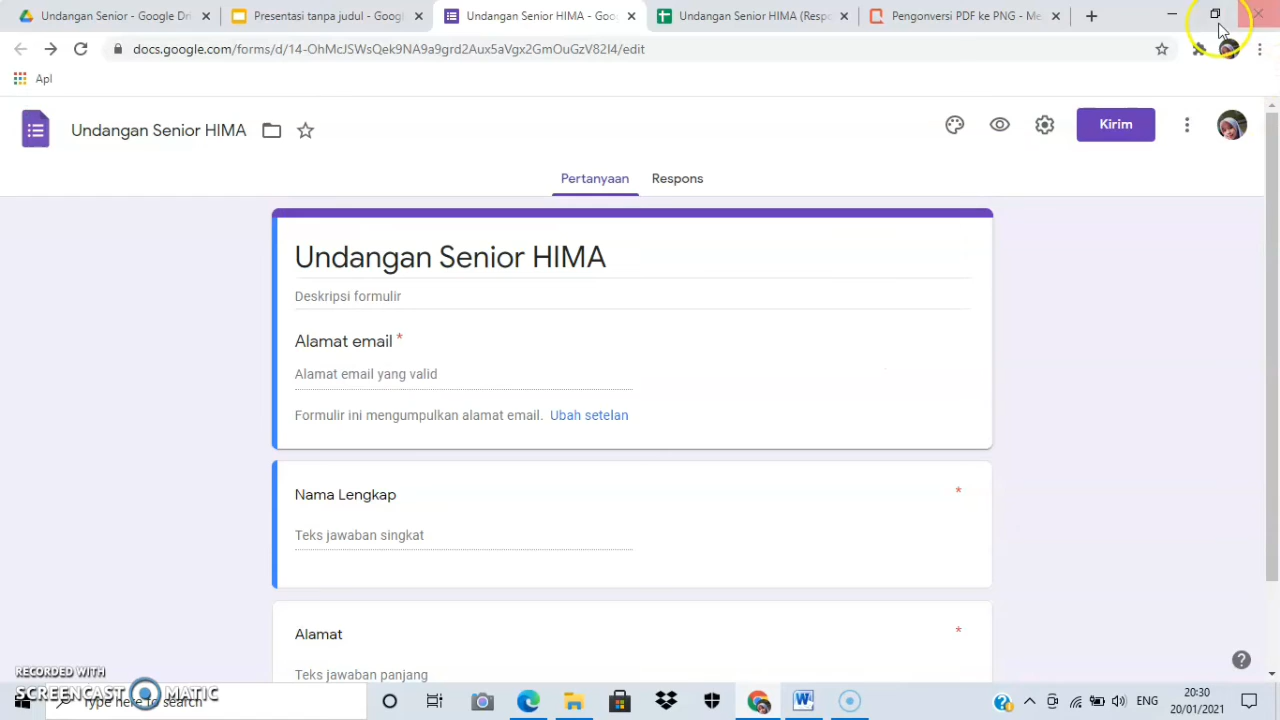 Undangan Senior - Google Drive
Presentasi tanpa judul - Goog
Undangan Senior HIMA - Goo
Undangan Senior HIMA (Resp
Pengonversi PDF ke PNG - Me
docs.google.com/forms/d/14-OhMcJSWsQek9NA9a9grd2Aux5aVgx2GmOuGzV82I4/edit
Apl
Undangan Senior HIMA
Kirim
Pertanyaan
Respons
Undangan Senior HIMA
Deskripsi formulir
Alamat email *
Alamat email yang valid
Formulir ini mengumpulkan alamat email. Ubah setelan
Nama Lengkap *
Teks jawaban singkat
Alamat *
Teks jawaban panjang
RECORDED WITH
SCREENCAST MATIC
Type here to search
ENG
20:30
20/01/2021